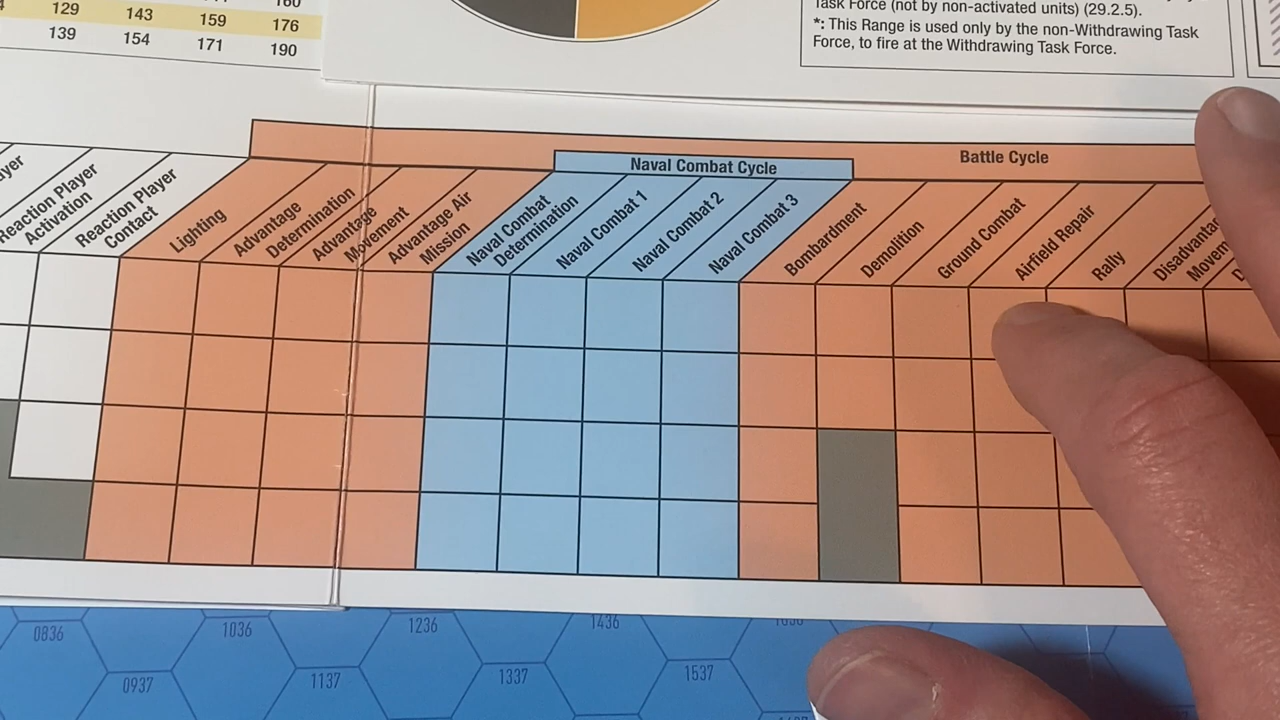 129 143 159 176
139 154 171 190
Task Force (not by non-activated units) (29.2.5).
*: This Range is used only by the non-Withdrawing Task
Force, to fire at the Withdrawing Task Force.
Battle Cycle
Naval Combat Cycle
Reaction Player
Activation
Reaction Player
Contact
Lighting
Advantage
Determination
Advantage
Movement
Advantage Air
Mission
Naval Combat
Determination
Naval Combat 1
Naval Combat 2
Naval Combat 3
Bombardment
Demolition
Ground Combat
Airfield Repair
Rally
0836
1036
1236
1436
0937
1137
1337
1537